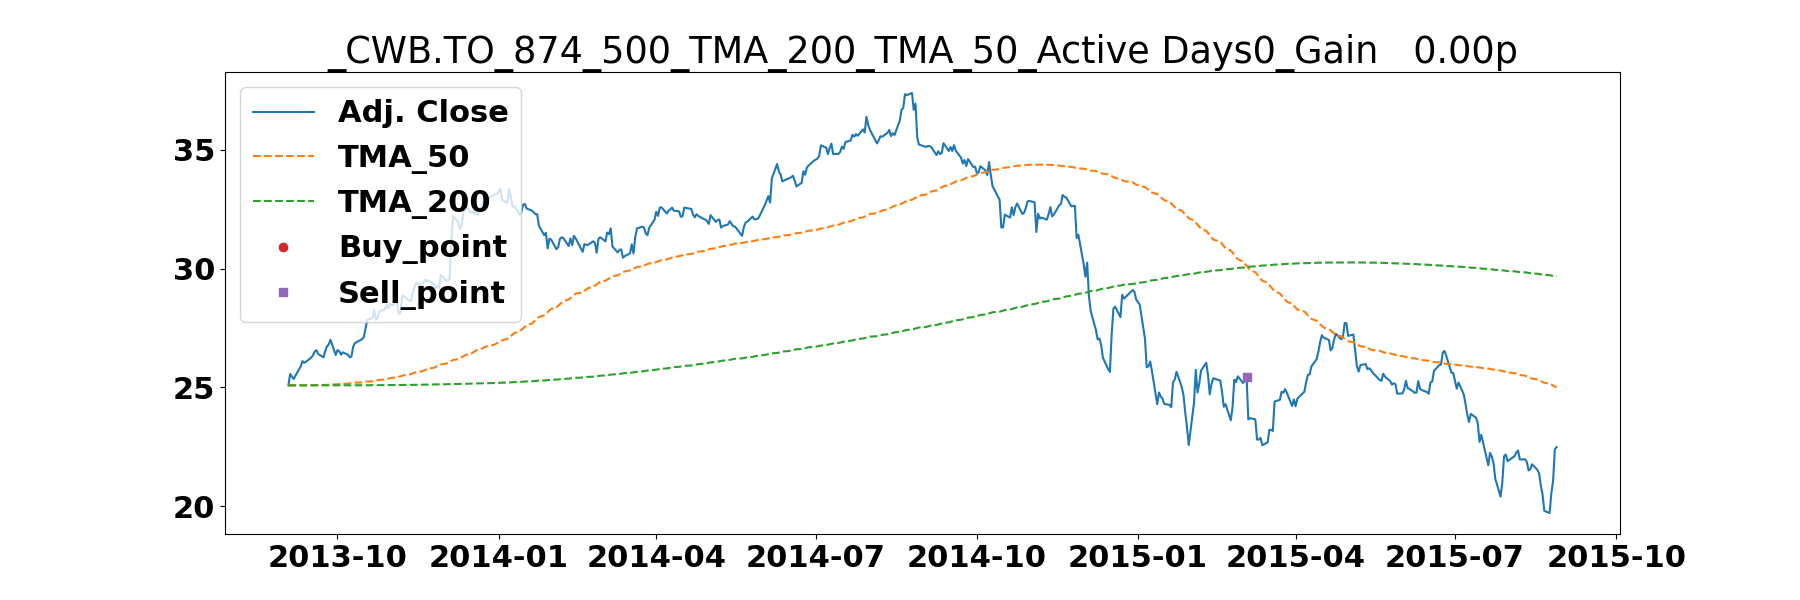 _CWB.TO_874_500_TMA_200_TMA_50_Active Days0_Gain   0.00p
Adj. Close
TMA_50
TMA_200
Buy_point
Sell_point
35
30
25
20
2013-10 2014-01 2014-04 2014-07 2014-10 2015-01 2015-04 2015-07 2015-10